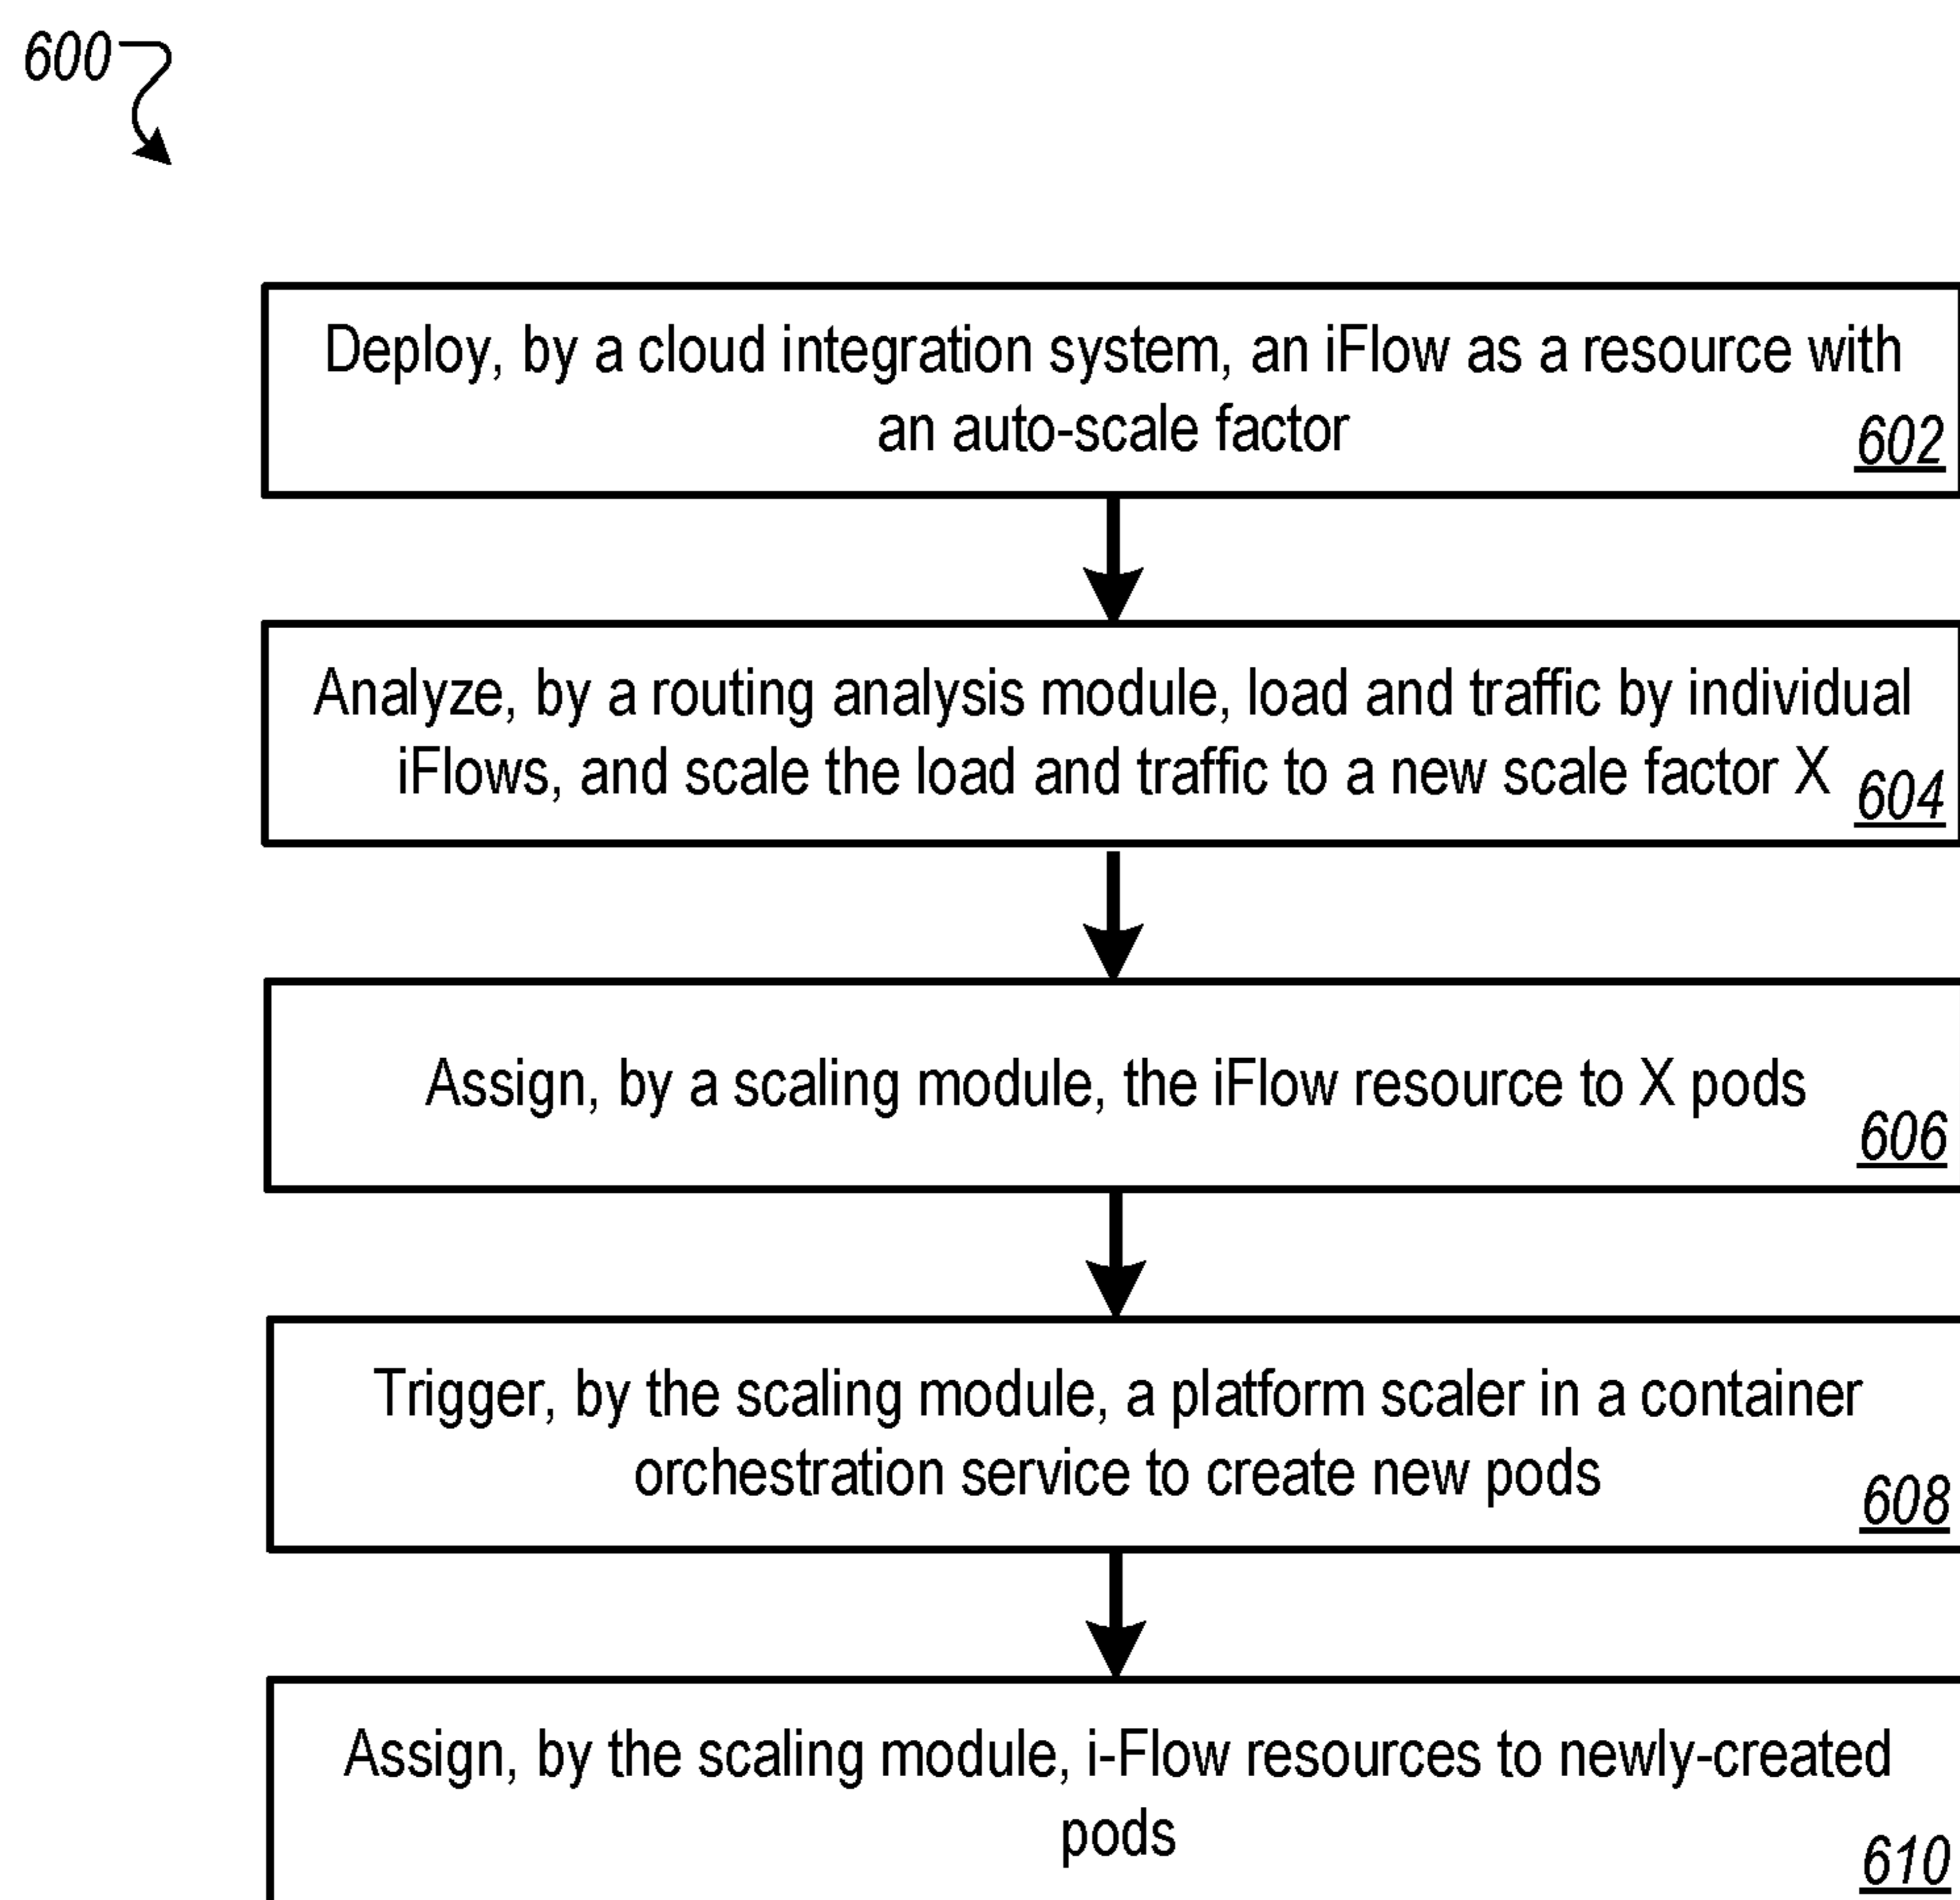 600
Deploy, by a cloud integration system, an iFlow as a resource with
an auto-scale factor
602
Analyze, by a routing analysis module, load and traffic by individual
iFlows, and scale the load and traffic to a new scale factor X
604
Assign, by a scaling module, the iFlow resource to X pods
606
Trigger, by the scaling module, a platform scaler in a container
orchestration service to create new pods
608
Assign, by the scaling module, i-Flow resources to newly-created
pods
610